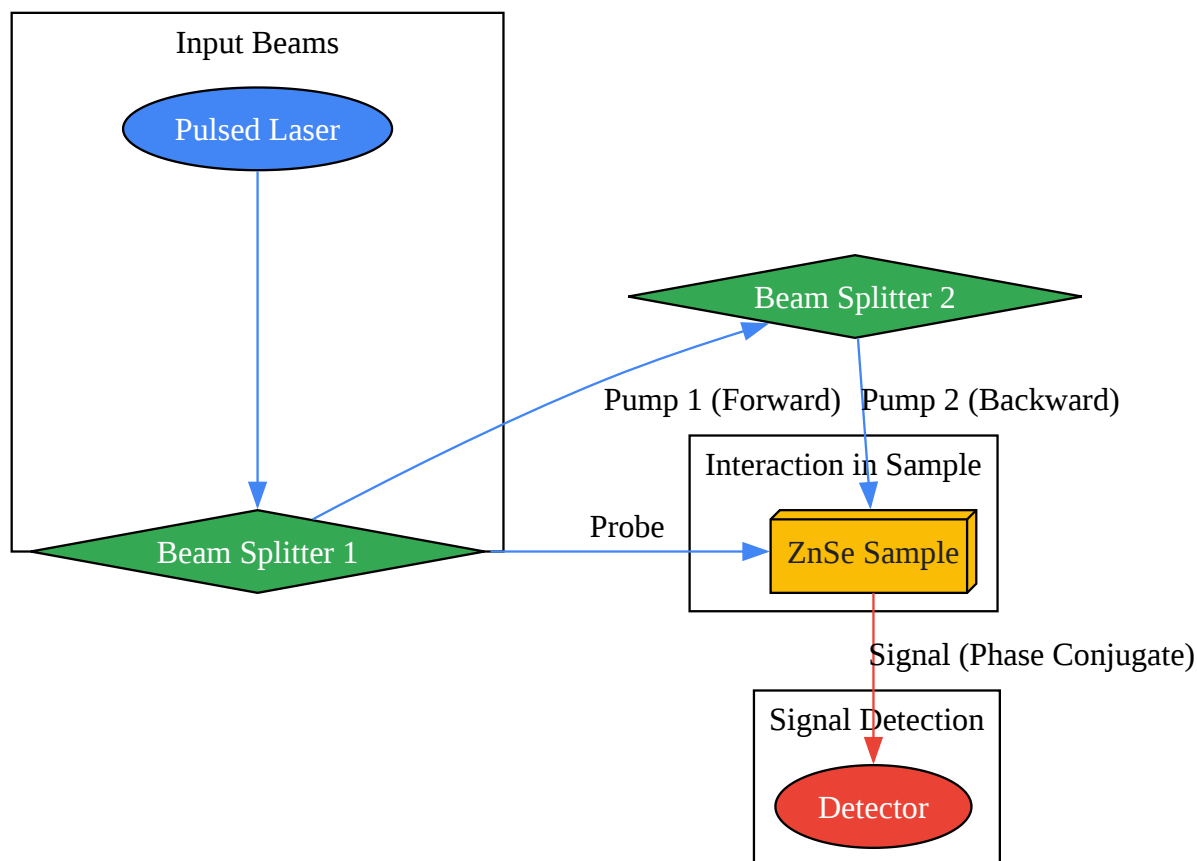 Input Beams
Pulsed Laser
Beam Splitter 2
Pump 1 (Forward)
Pump 2 (Backward)
Interaction in Sample
Probe
Beam Splitter 1
ZnSe Sample
Signal (Phase Conjugate)
Signal Detection
Detector